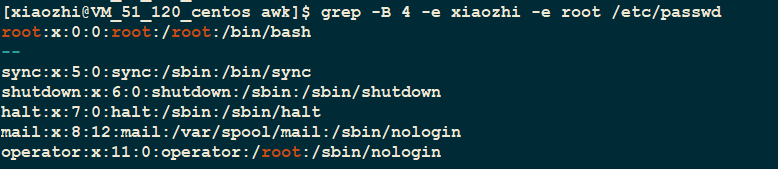 [xiaozhi@VM_51_120_centos awk]$ grep -B 4 -e xiaozhi -e root /etc/passwd
root:x:0:0:root:/root:/bin/bash
--
sync:x:5:0:sync:/sbin:/bin/sync
shutdown:x:6:0:shutdown:/sbin:/sbin/shutdown
halt:x:7:0:halt:/sbin:/sbin/halt
mail:x:8:12:mail:/var/spool/mail:/sbin/nologin
operator:x:11:0:operator:/root:/sbin/nologin